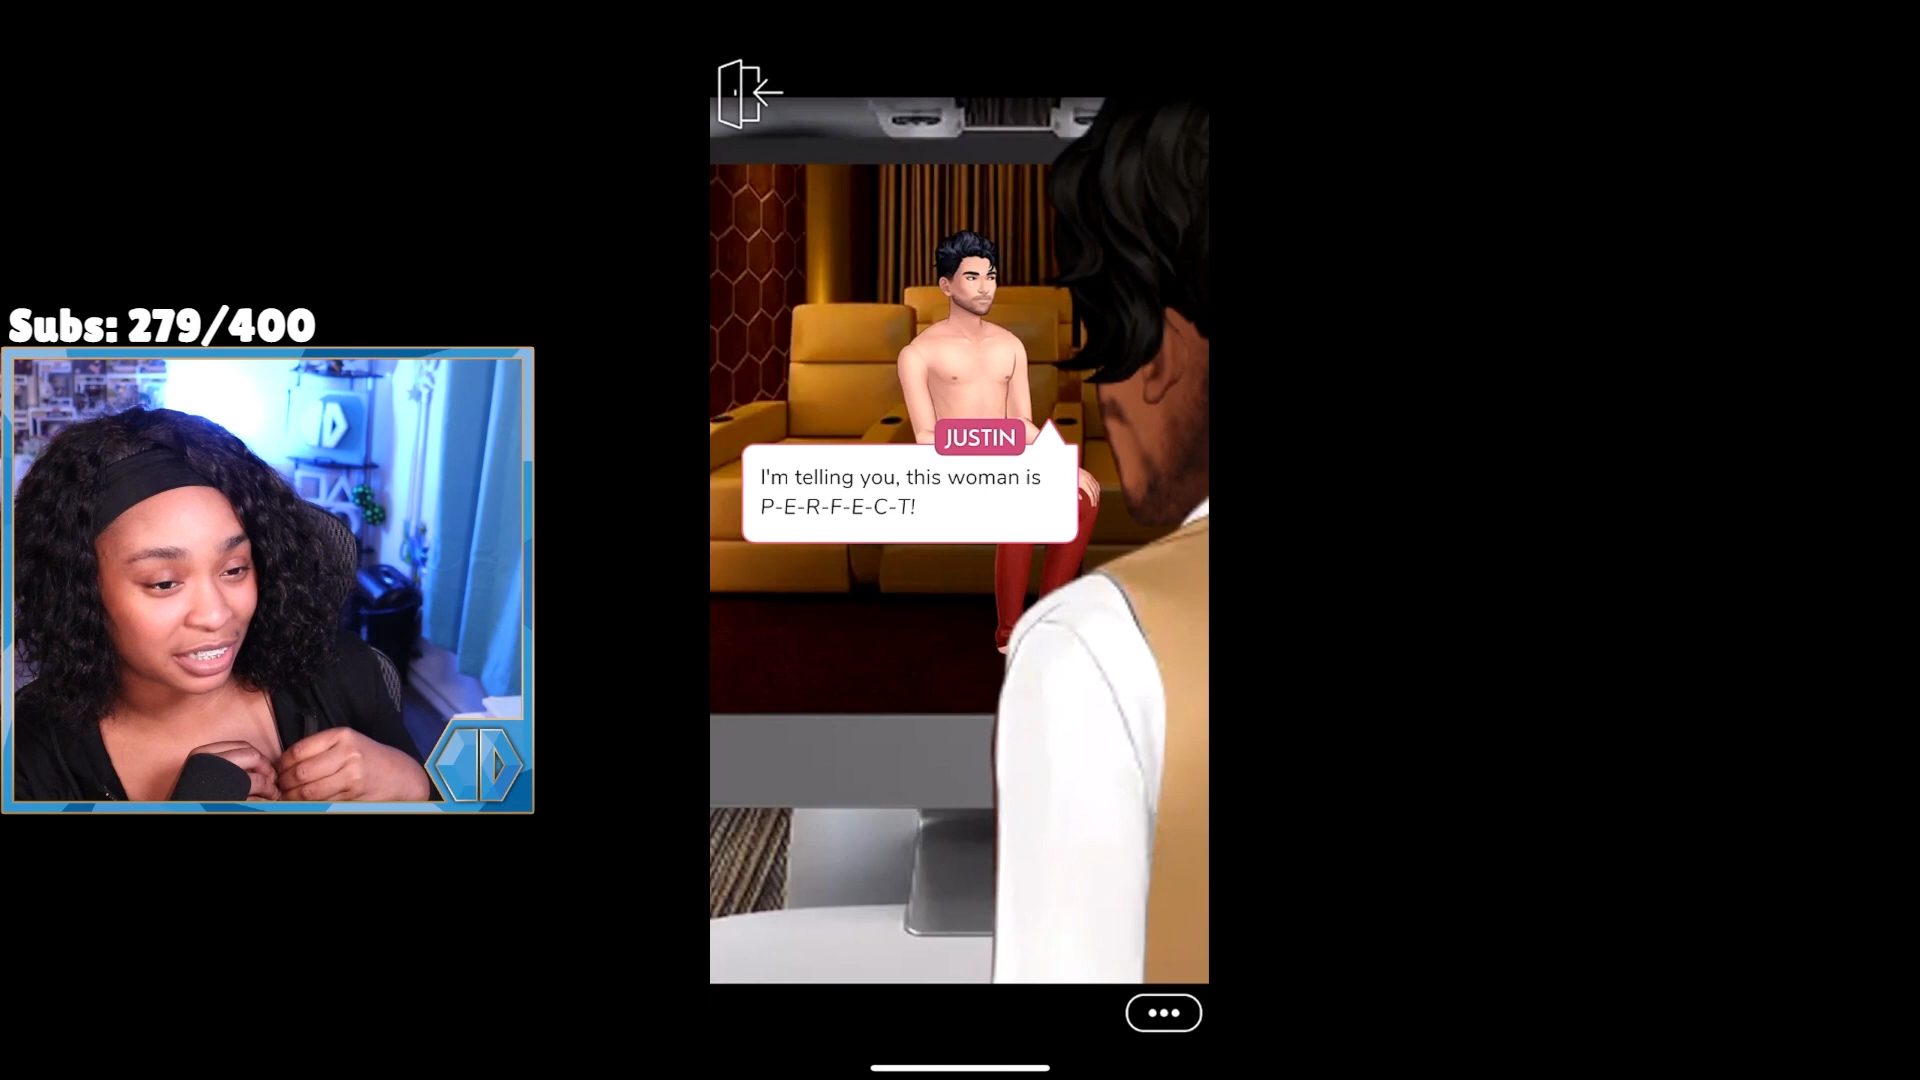 Subs: 279/400
JUSTIN
I'm telling you, this woman is
P-E-R-F-E-C-T!